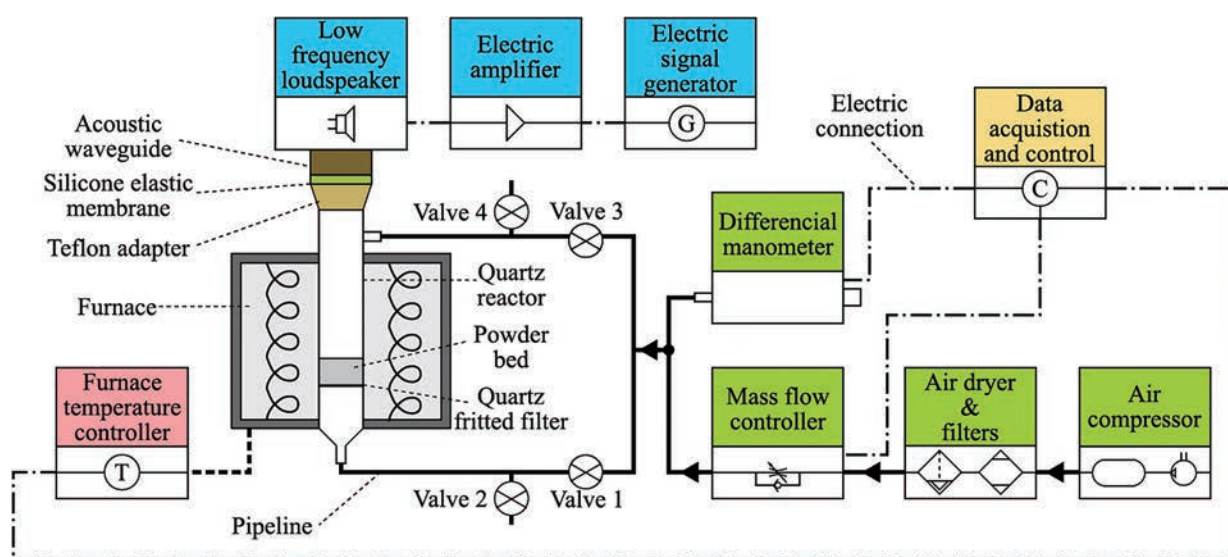 Low
frequency
loudspeaker
Electric
amplifier
Electric
signal
generator
G
Acoustic
waveguide
Silicone elastic
membrane
Teflon adapter
Electric
connection
Data
acquistion
and control
C
Valve 4
Valve 3
Differencial
manometer
Furnace
Quartz
reactor
Powder
bed
Quartz
fritted filter
Furnace
temperature
controller
T
Mass flow
controller
Air dryer
&
filters
Air
compressor
Valve 2
Valve 1
Pipeline